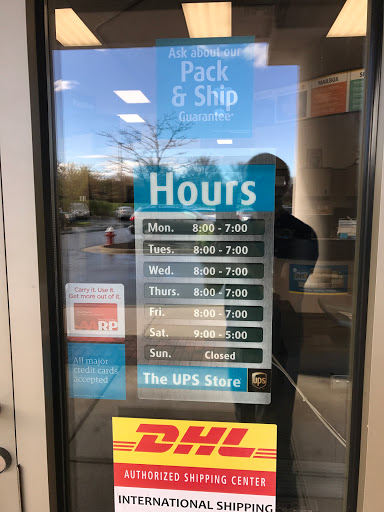 Ask about our
Pack
& Ship
Guarantee
Hours
Mon. 8:00 - 7:00
Tues. 8:00 - 7:00
Wed. 8:00 - 7:00
Thurs. 8:00 - 7:00
Fri. 8:00 - 7:00
Sat. 9:00 - 5:00
Sun. Closed
The UPS Store
ups
Carry it. Use it.
Get more out of it.
RP
All major
credit cards
accepted
DHL
AUTHORIZED SHIPPING CENTER
INTERNATIONAL SHIPPING